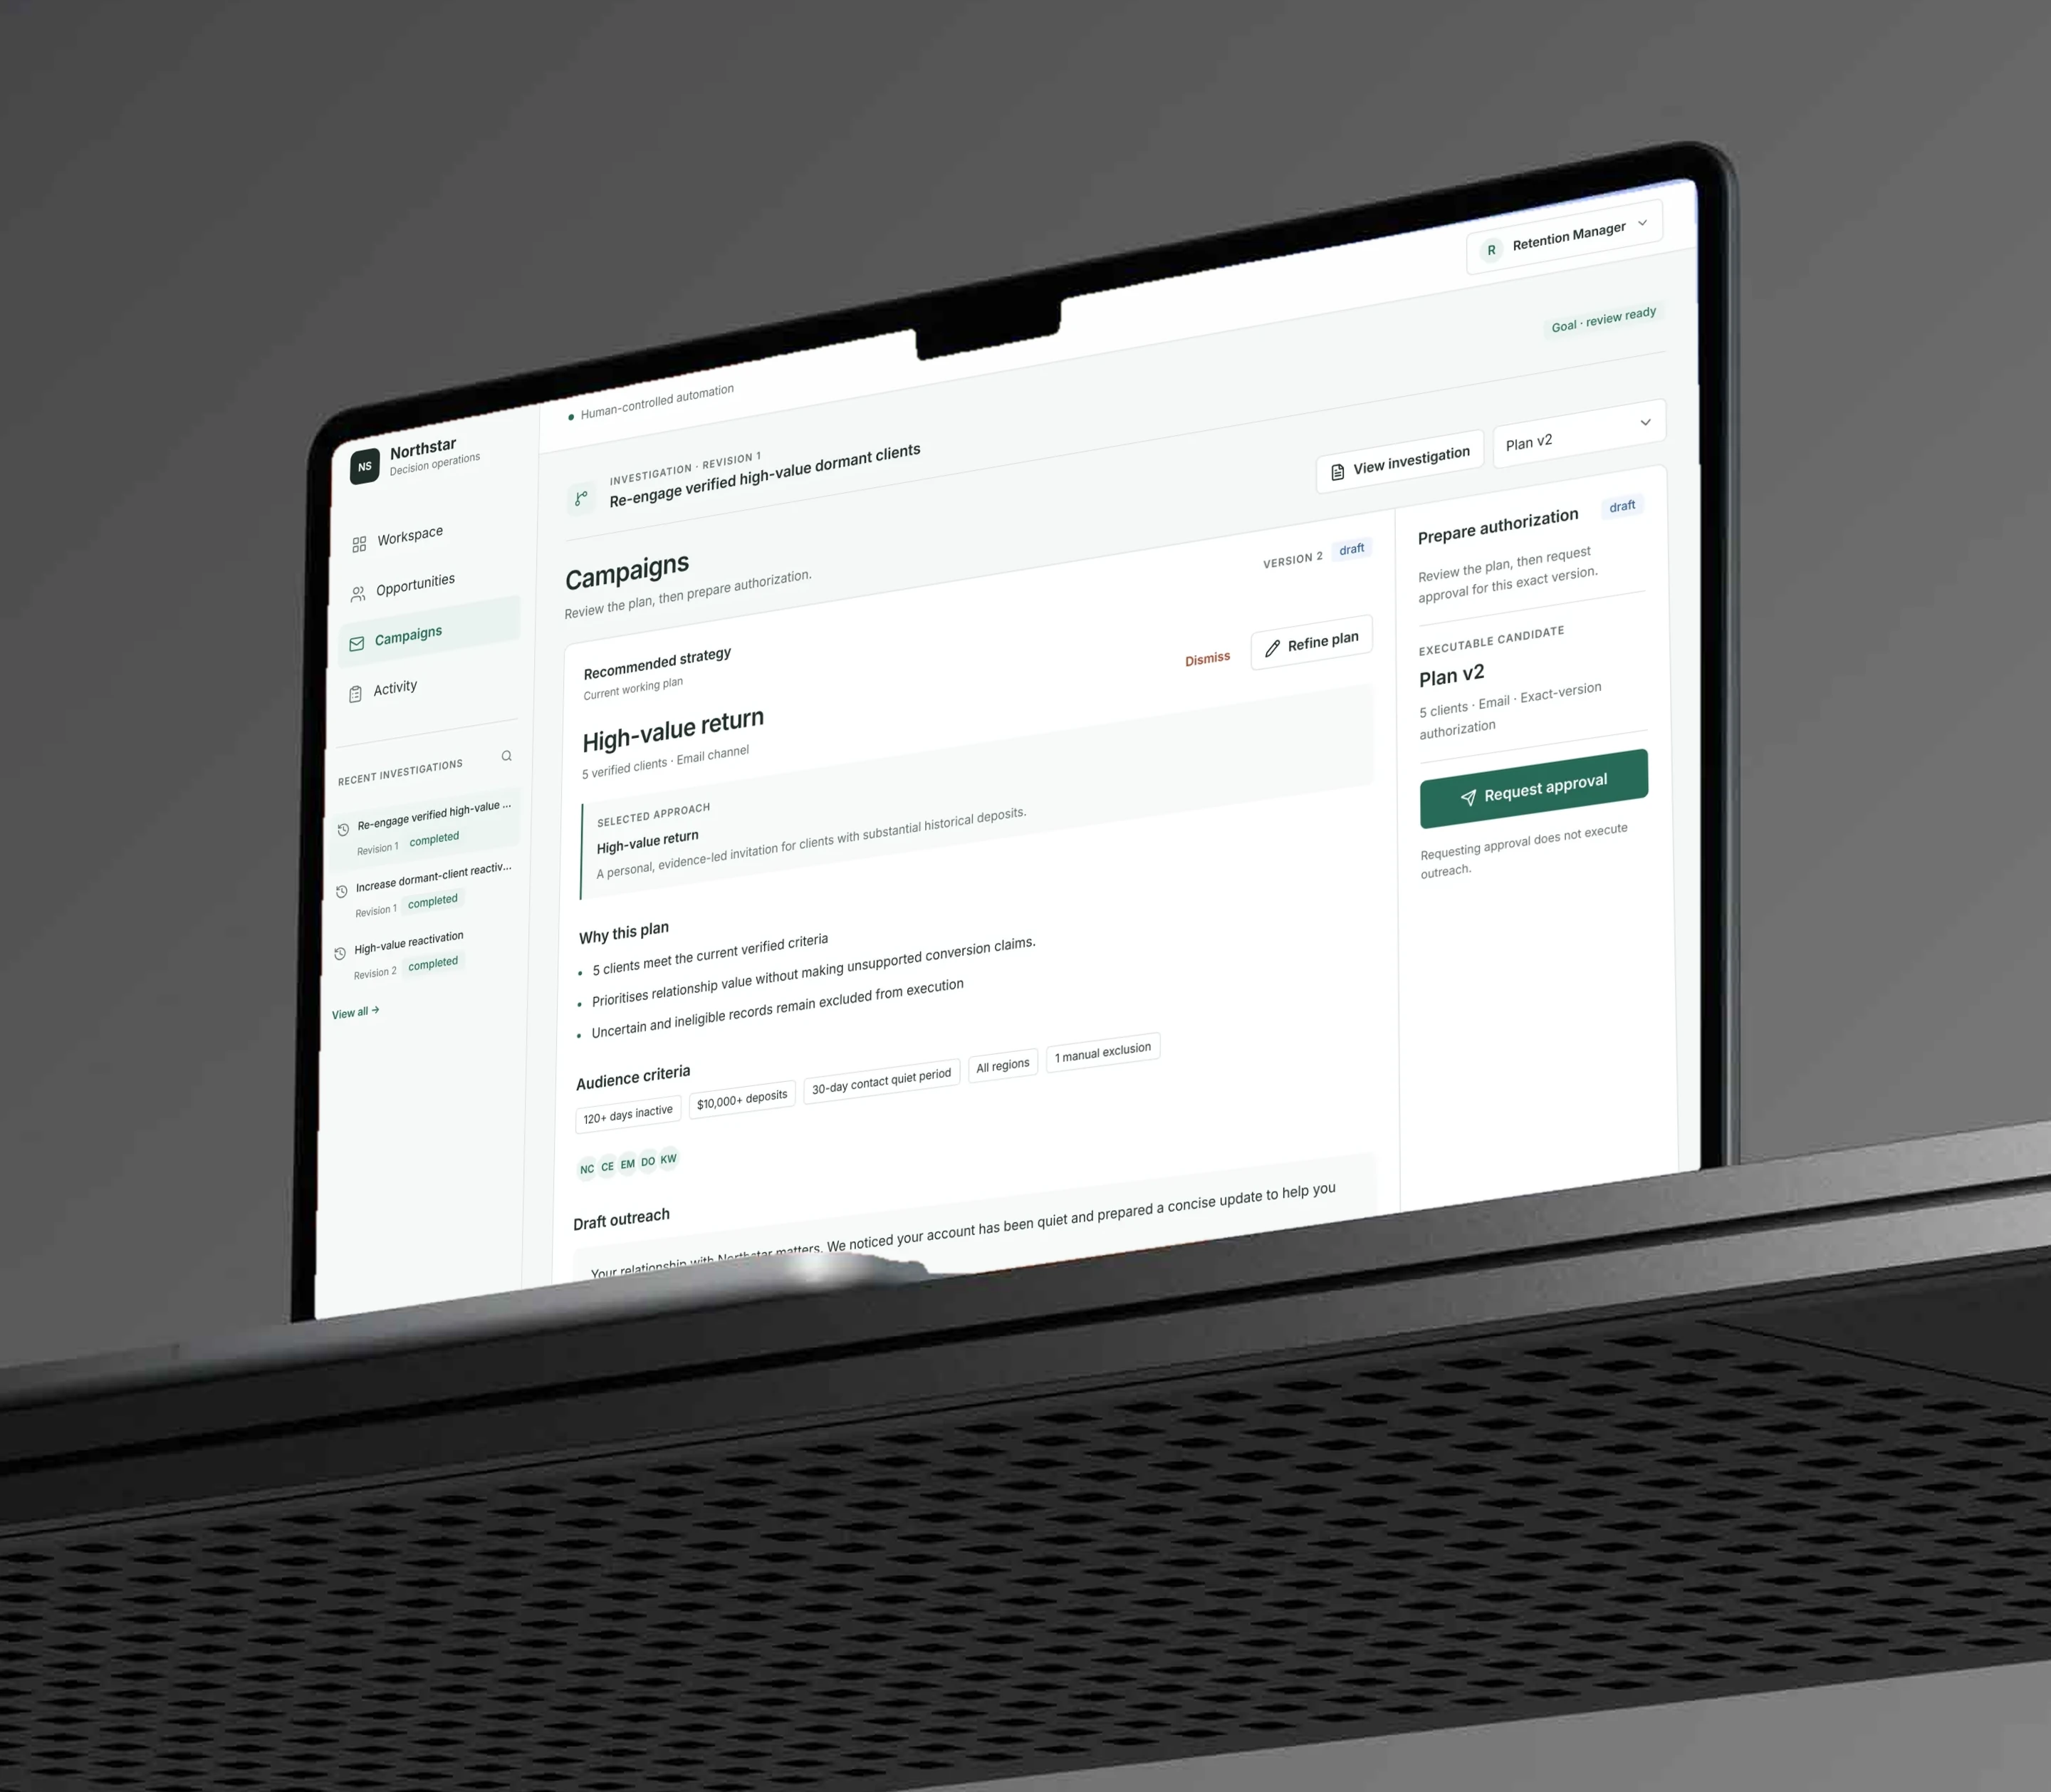 Retention Manager
R
Human-controlled automation
Goal · review ready
NS
Northstar
Decision operations
Workspace
Opportunities
Campaigns
Activity
RECENT INVESTIGATIONS
Re-engage verified high-value ...
Revision 1 completed
Increase dormant-client reactiv...
Revision 1 completed
High-value reactivation
Revision 2 completed
View all →
INVESTIGATION · REVISION 1
Re-engage verified high-value dormant clients
View investigation
Plan v2
Campaigns
Review the plan, then prepare authorization.
VERSION 2 draft
Recommended strategy
Current working plan
Dismiss
Refine plan
High-value return
5 verified clients · Email channel
SELECTED APPROACH
High-value return
A personal, evidence-led invitation for clients with substantial historical deposits.
Why this plan
• 5 clients meet the current verified criteria
• Prioritises relationship value without making unsupported conversion claims.
• Uncertain and ineligible records remain excluded from execution
Audience criteria
120+ days inactive
$10,000+ deposits
30-day contact quiet period
All regions
1 manual exclusion
NC CE EM DO KW
Draft outreach
Your relationship with Northstar matters. We noticed your account has been quiet and prepared a concise update to help you
Prepare authorization draft
Review the plan, then request
approval for this exact version.
EXECUTABLE CANDIDATE
Plan v2
5 clients · Email · Exact-version
authorization
Request approval
Requesting approval does not execute
outreach.